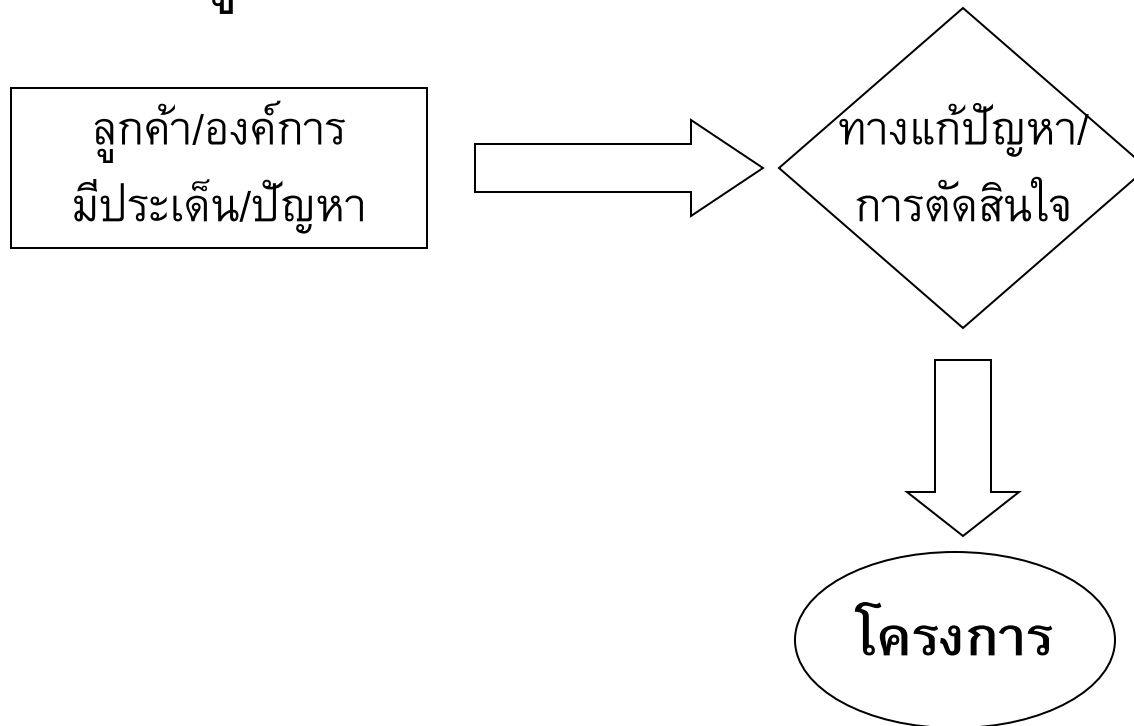 ลูกค้า/องค์การ
มีประเด็น/ปัญหา
ทางแก้ปัญหา/
การตัดสินใจ
โครงการ